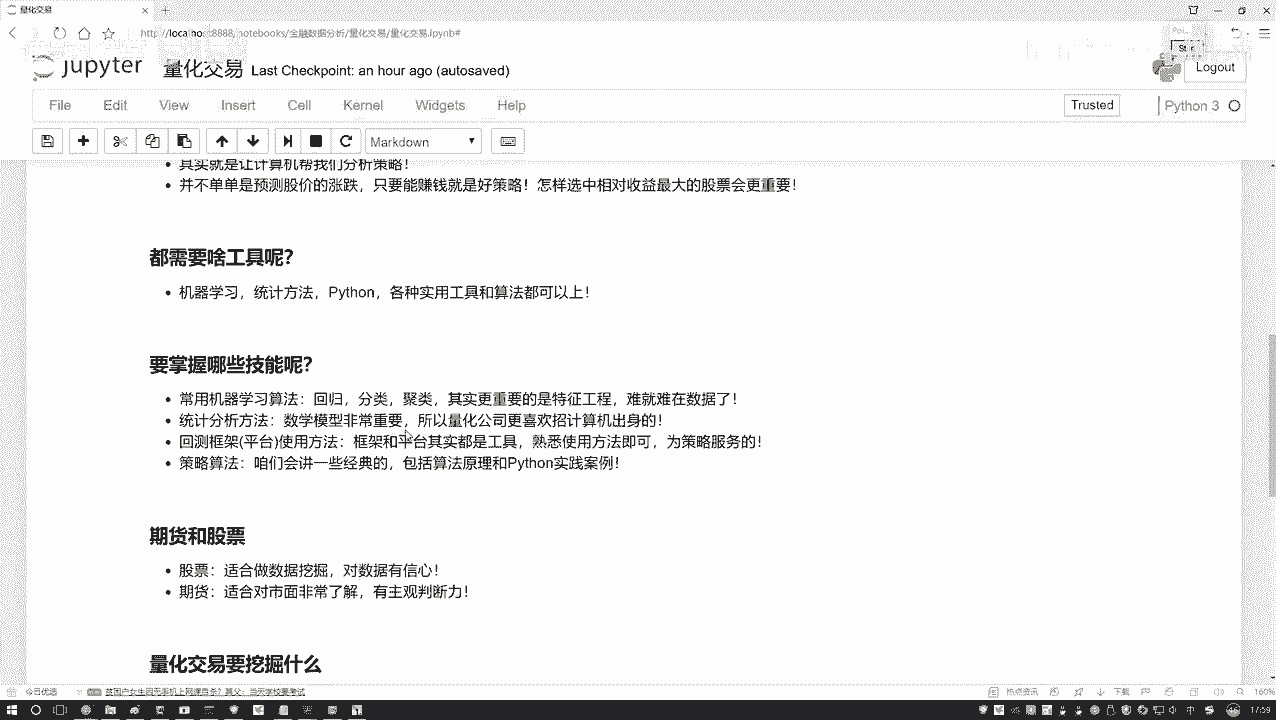 量化交易
http://localhost:8888/notebooks/金融数据分析/量化交易/量化交易.ipynb#
jupyter 量化交易 Last Checkpoint: an hour ago (autosaved)
Logout
File Edit View Insert Cell Kernel Widgets Help
Trusted
Python 3
Markdown
其实就是让计算机帮我们分析策略！
并不单单是预测股价的涨跌，只要能赚钱就是好策略！怎样选中相对收益最大的股票会更重要！
都需要啥工具呢？
机器学习，统计方法，Python，各种实用工具和算法都可以上！
要掌握哪些技能呢？
常用机器学习算法：回归，分类，聚类，其实更重要的是特征工程，难就难在数据了！
统计分析方法：数学模型非常重要，所以量化公司更喜欢招计算机出身的！
回测框架(平台)使用方法：框架和平台其实都是工具，熟悉使用方法即可，为策略服务的！
策略算法：咱们会讲一些经典的，包括算法原理和Python实践案例！
期货和股票
股票：适合做数据挖掘，对数据有信心！
期货：适合对市面非常了解，有主观判断力！
量化交易要挖掘什么
今日优选
热点资讯
下载
160%
中
17:59